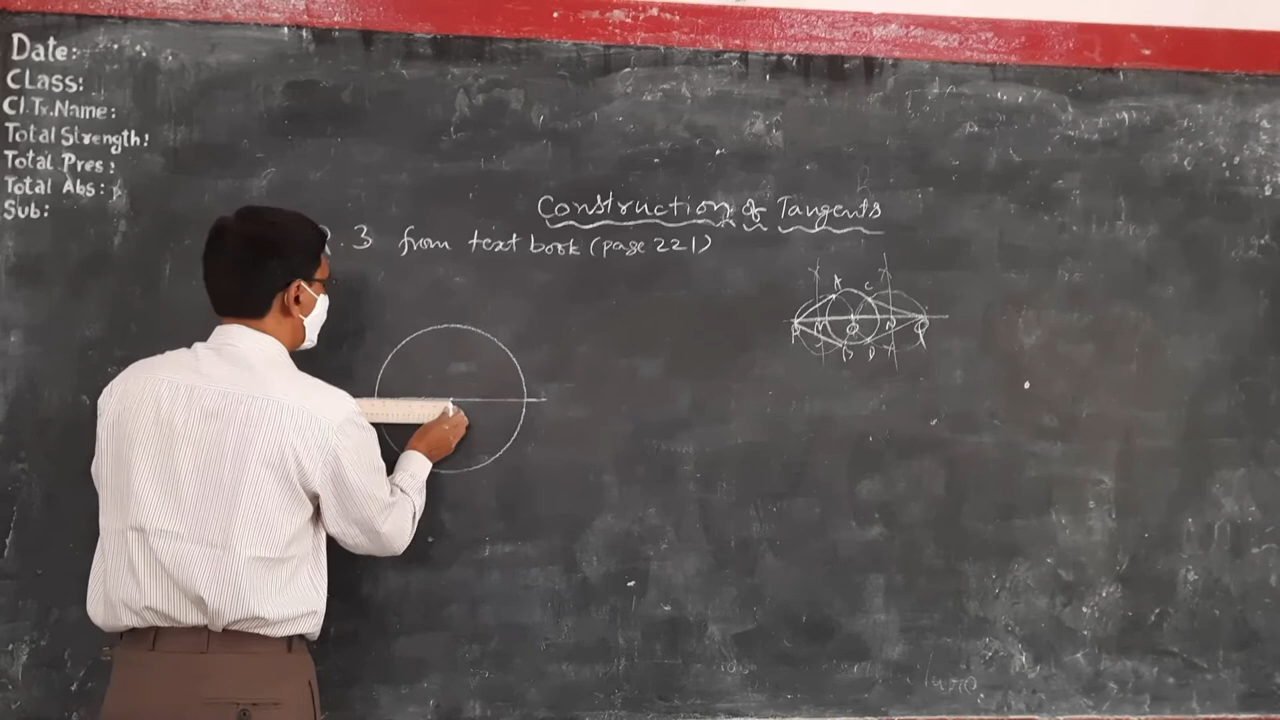 Date:
CLass:
Cl.Tr.Name:
Total Strength:
Total Pres:
Total Abs:
Sub:
Construction of Tangents
. 3 from text book (page 221)
A C
P M O N Q
B D